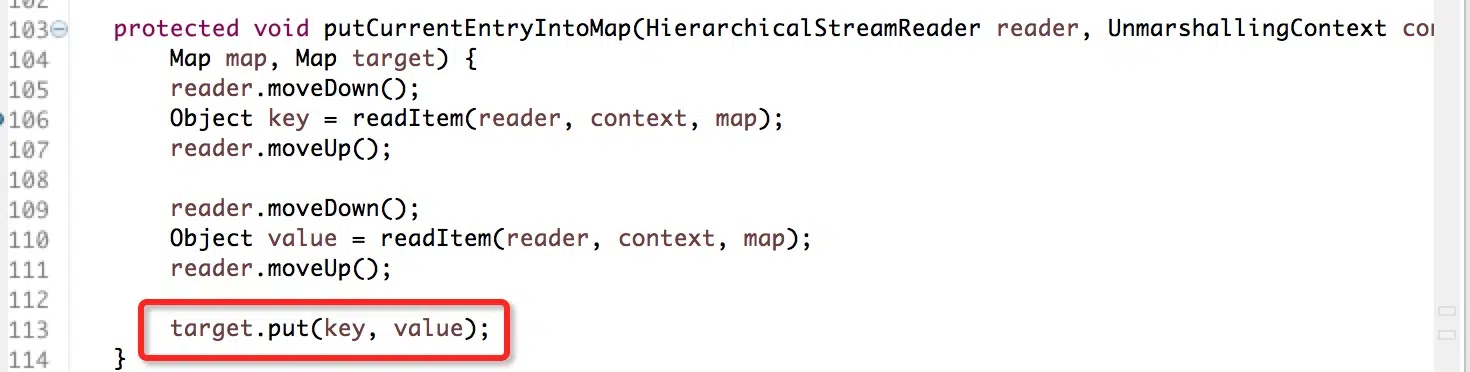 102
103 protected void putCurrentEntryIntoMap(HierarchicalStreamReader reader, UnmarshallingContext
104 Map map, Map target) {
105 reader.moveDown();
106 Object key = readItem(reader, context, map);
107 reader.moveUp();
108
109 reader.moveDown();
110 Object value = readItem(reader, context, map);
111 reader.moveUp();
112
113 target.put(key, value);
114 }